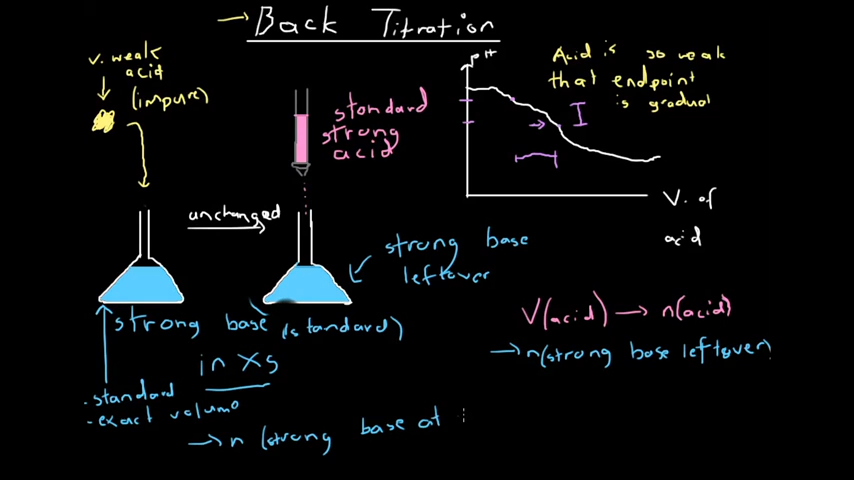 → Back Titration
v. weak
acid
(impure)
standard
strong
acid
pH
Acid is so weak
that endpoint
is gradual
I
V. of
acid
unchanged
strong base
leftover
strong base (standard)
in XS
. standard
- exact volume
→ n (strong base at
V(acid) → n(acid)
→ n(strong base leftover)